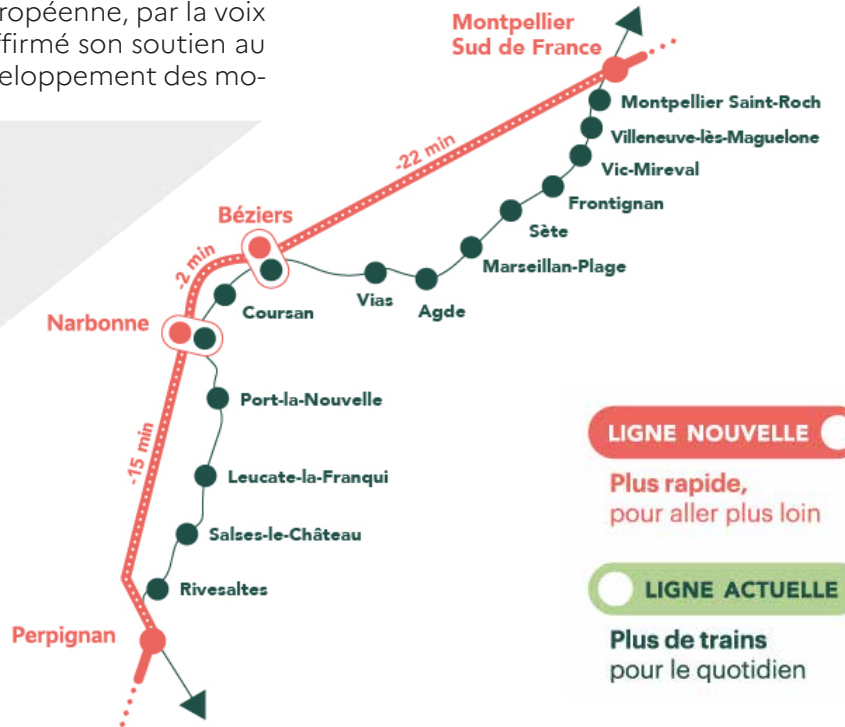 ropéenne, par la voix
ffirmé son soutien au
eloppement des mo-
Montpellier
Sud de France
Montpellier Saint-Roch
Villeneuve-lès-Maguelone
-22 min
Vic-Mireval
Frontignan
Béziers
Sète
-2 min
Marseillan-Plage
Vias
Agde
Coursan
Narbonne
Port-la-Nouvelle
-15 min
Leucate-la-Franqui
Salses-le-Château
Rivesaltes
Perpignan
LIGNE NOUVELLE
Plus rapide,
pour aller plus loin
LIGNE ACTUELLE
Plus de trains
pour le quotidien